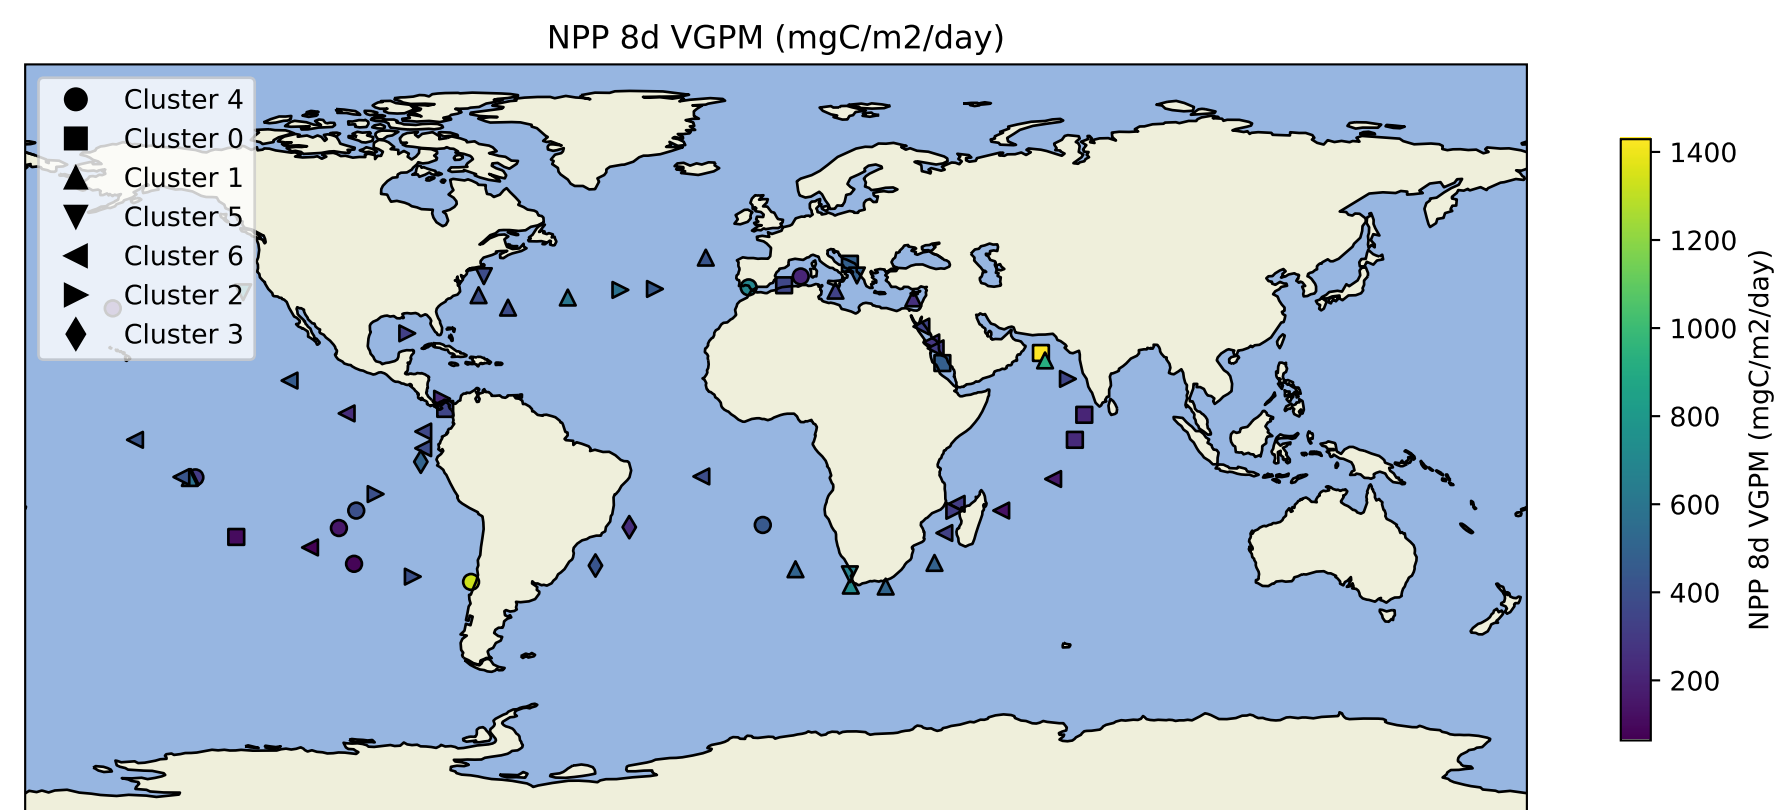 NPP 8d VGPM (mgC/m2/day)
Cluster 4
Cluster 0
Cluster 1
Cluster 5
Cluster 6
Cluster 2
Cluster 3
1400
1200
1000
800
600
400
200
NPP 8d VGPM (mgC/m2/day)